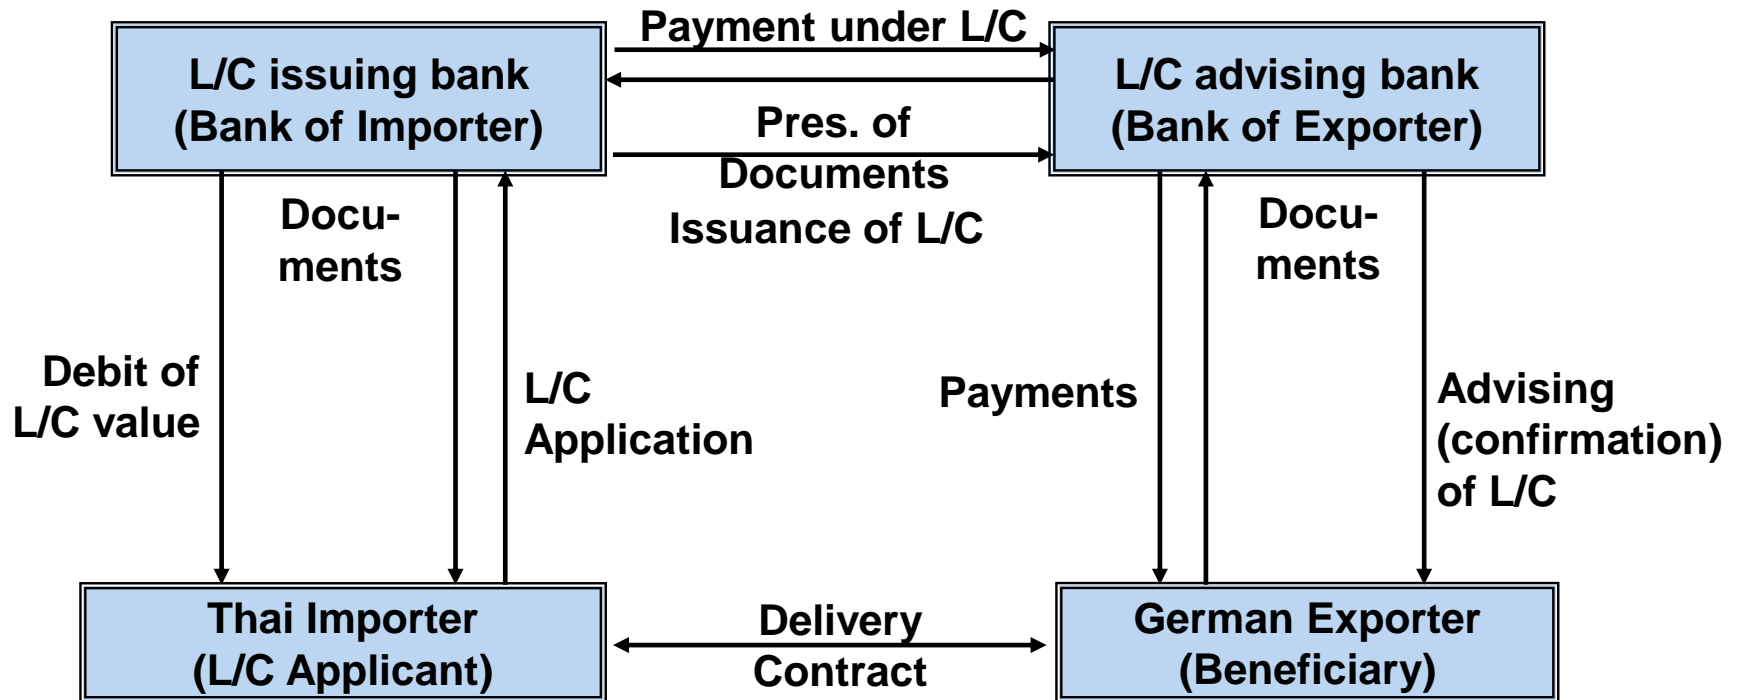 Payment under L/C
L/C issuing bank
(Bank of Importer)
L/C advising bank
(Bank of Exporter)
Pres. of
Documents
Issuance of L/C
Docu-
ments
Docu-
ments
Debit of
L/C value
L/C
Application
Payments
Advising
(confirmation)
of L/C
Thai Importer
(L/C Applicant)
Delivery
Contract
German Exporter
(Beneficiary)